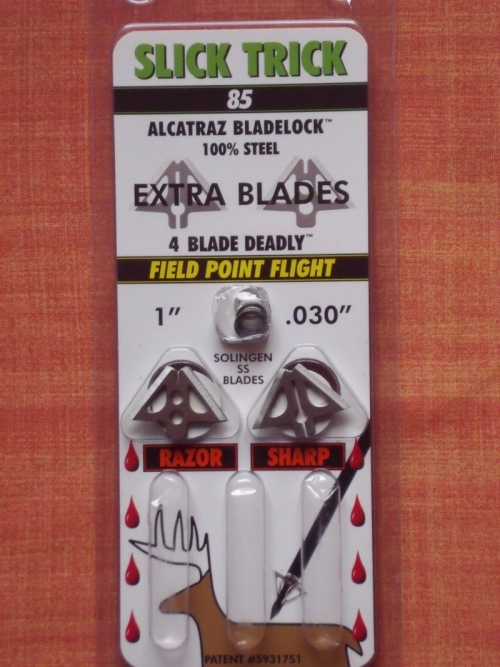 SLICK TRICK
85
ALCATRAZ BLADELOCK™
100% STEEL
EXTRA BLADES
4 BLADE DEADLY™
FIELD POINT FLIGHT
1” .030”
SOLINGEN
SS
BLADES
RAZOR SHARP
PATENT #5931751